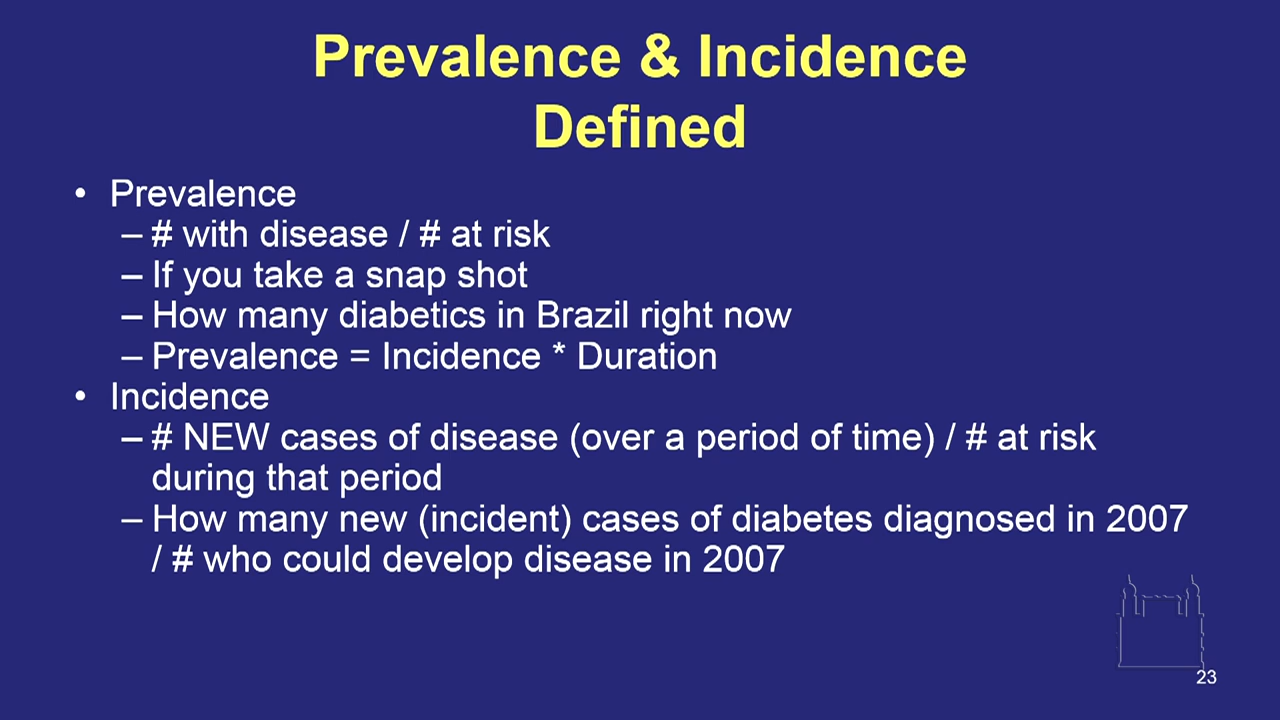 Prevalence & Incidence
Defined
• Prevalence
– # with disease / # at risk
– If you take a snap shot
– How many diabetics in Brazil right now
– Prevalence = Incidence * Duration
• Incidence
– # NEW cases of disease (over a period of time) / # at risk
during that period
– How many new (incident) cases of diabetes diagnosed in 2007
/ # who could develop disease in 2007
23